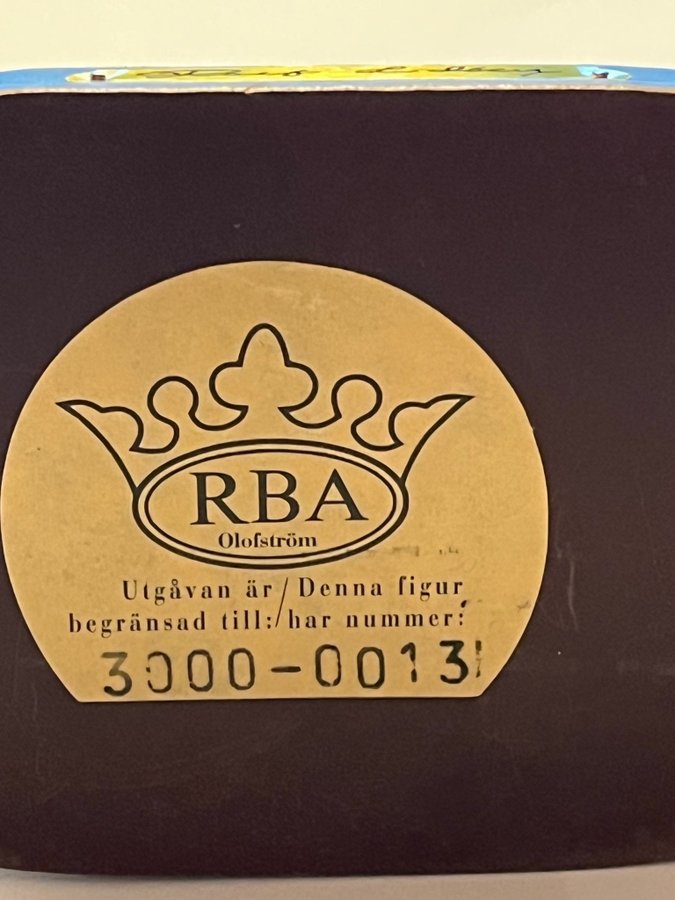 RBA
Olofström
Utgåvan är / Denna figur
begränsad till: / har nummer:
3000-0013